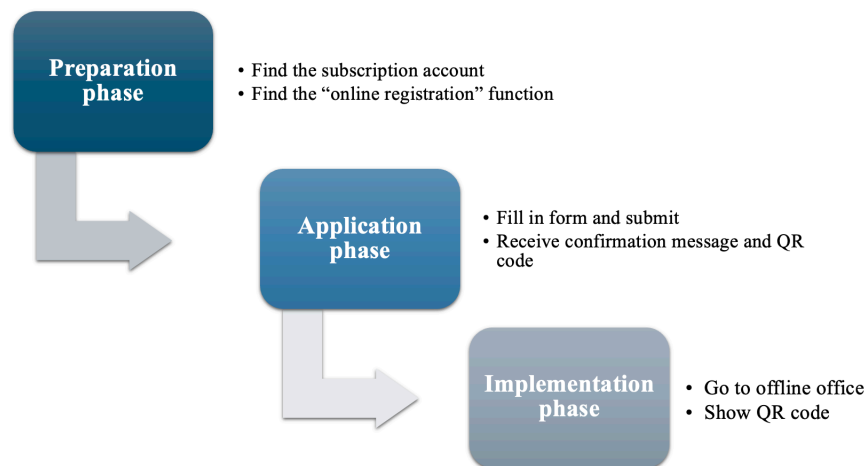 Preparation
phase
• Find the subscription account
• Find the “online registration” function
Application
phase
• Fill in form and submit
• Receive confirmation message and QR
code
Implementation
phase
• Go to offline office
• Show QR code